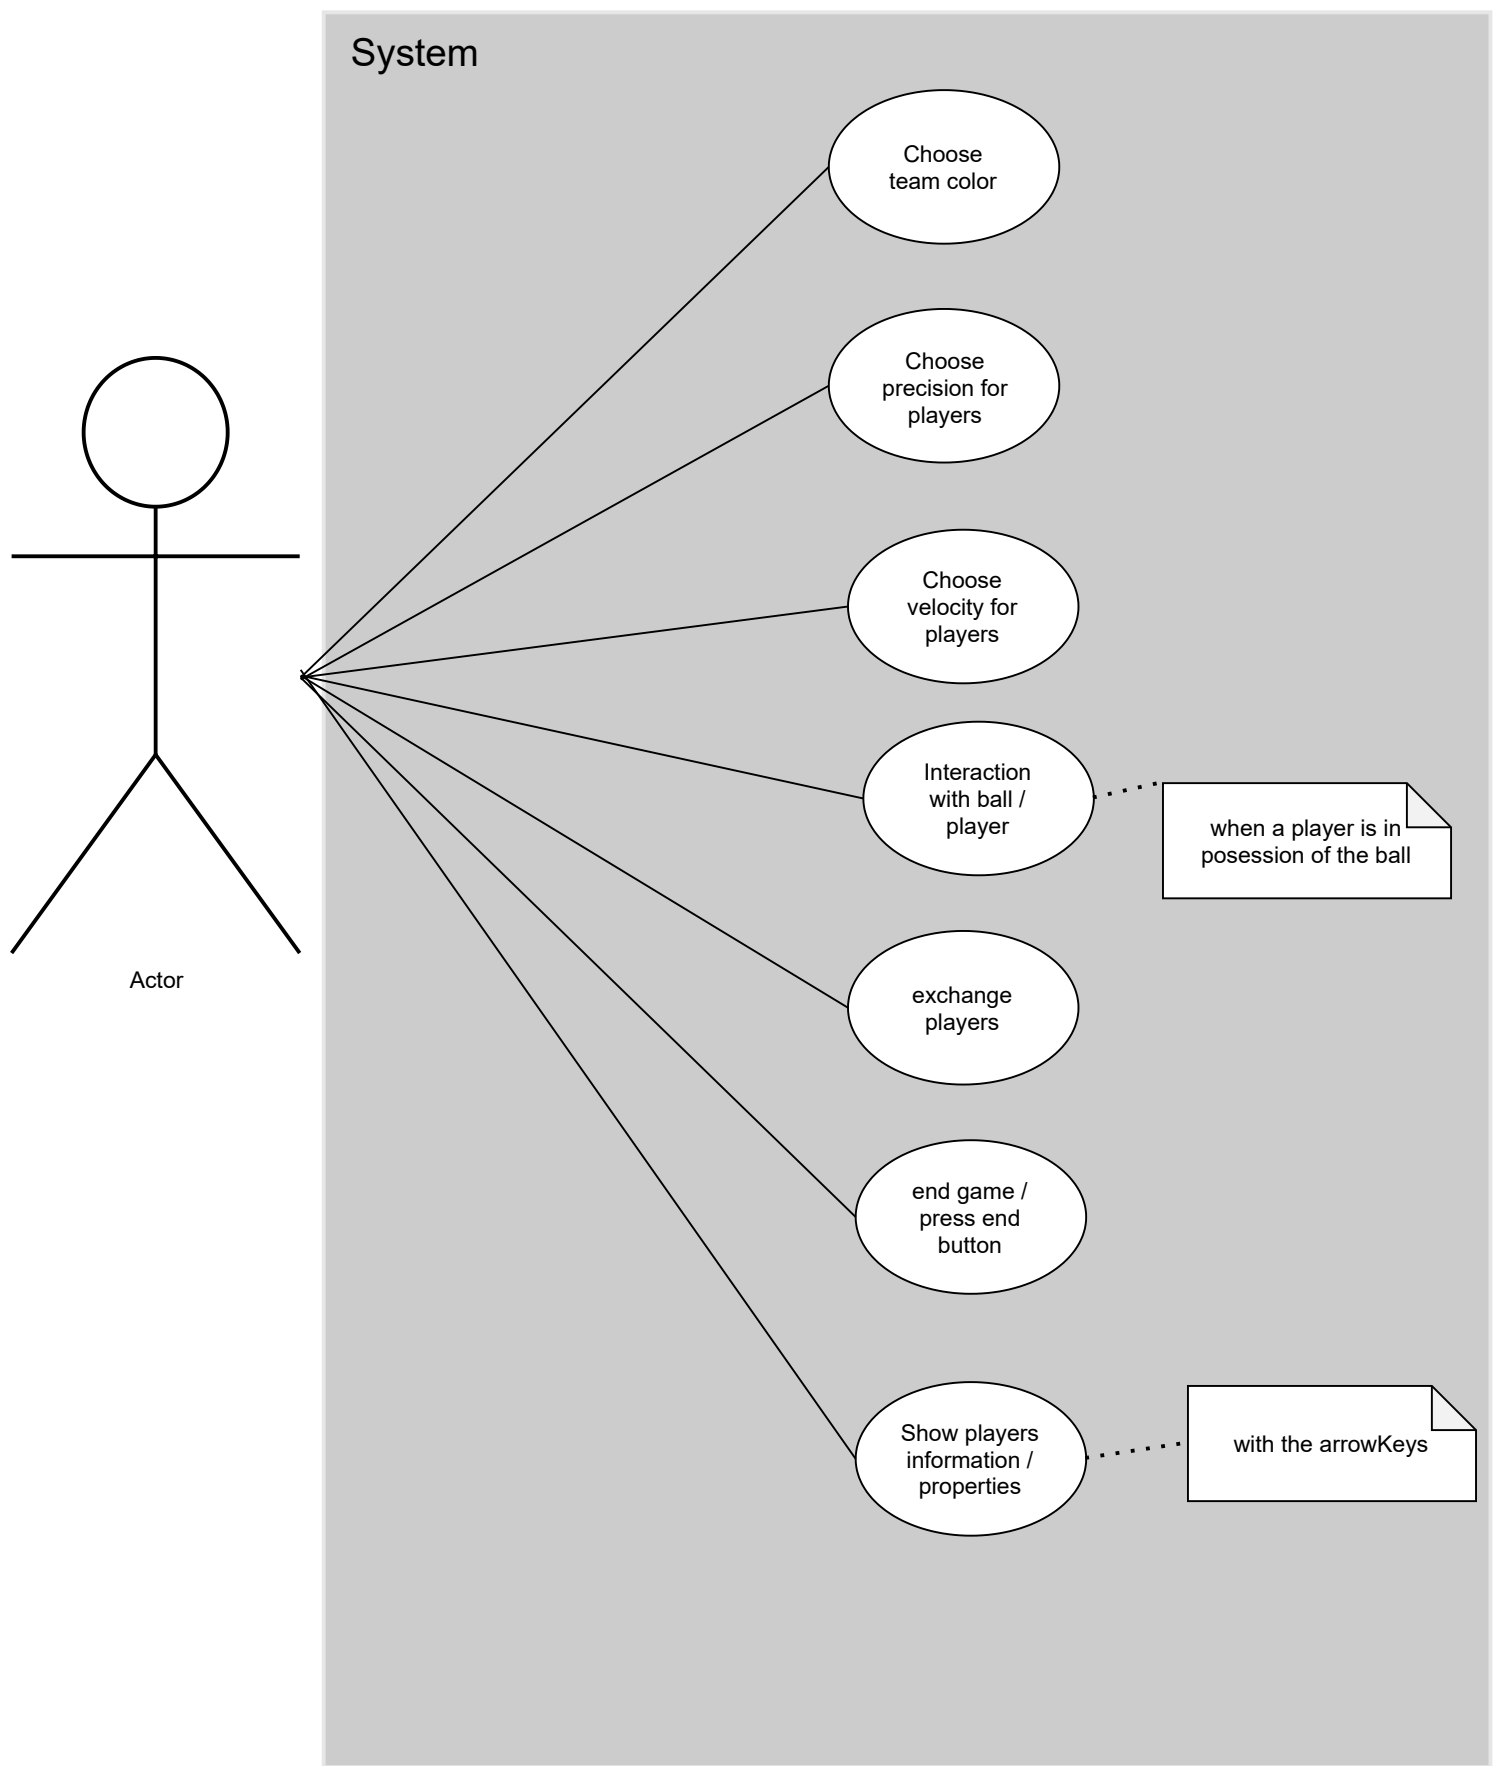 System
Choose
team color
Choose
precision for
players
Choose
velocity for
players
Interaction
with ball /
player
when a player is in
posession of the ball
Actor
exchange
players
end game /
press end
button
Show players
information /
properties
with the arrowKeys